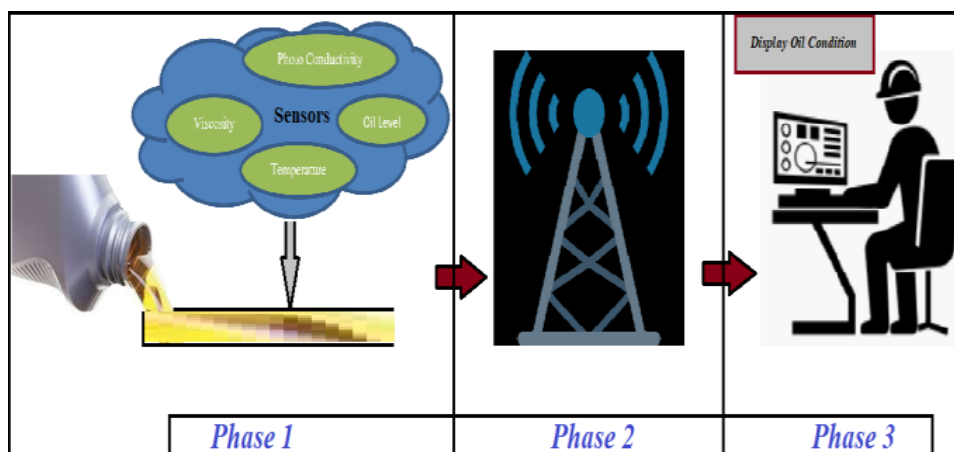 Display Oil Condition
Photo Conductivity
Sensors
Viscosity
Oil Level
Temperature
Phase 1
Phase 2
Phase 3